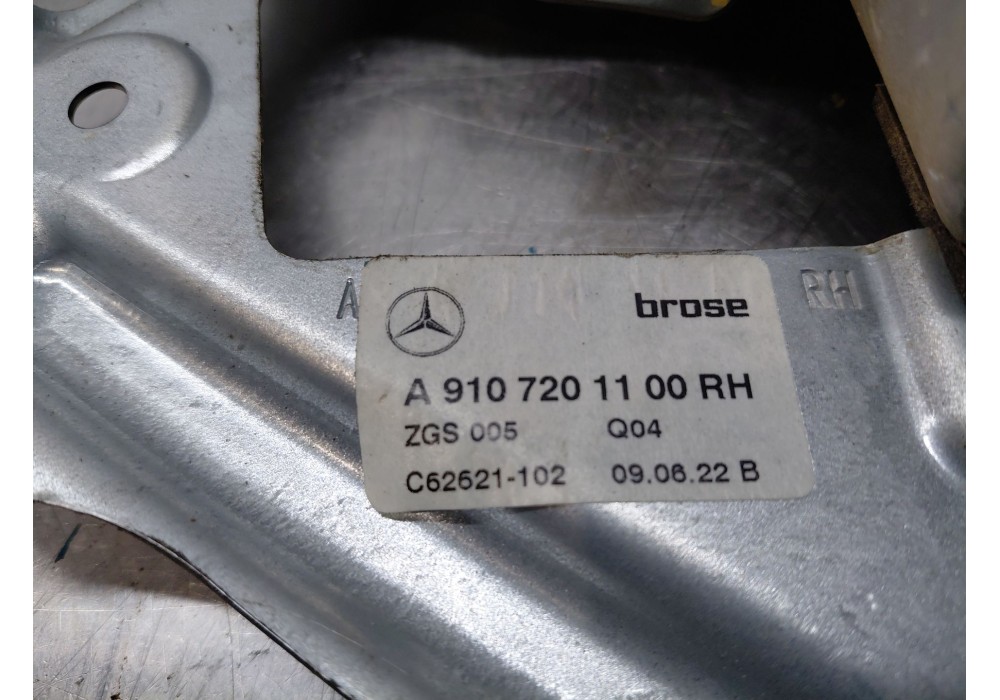 A
RH
brose
A 910 720 11 00 RH
ZGS 005 Q04
C62621-102 09.06.22 B